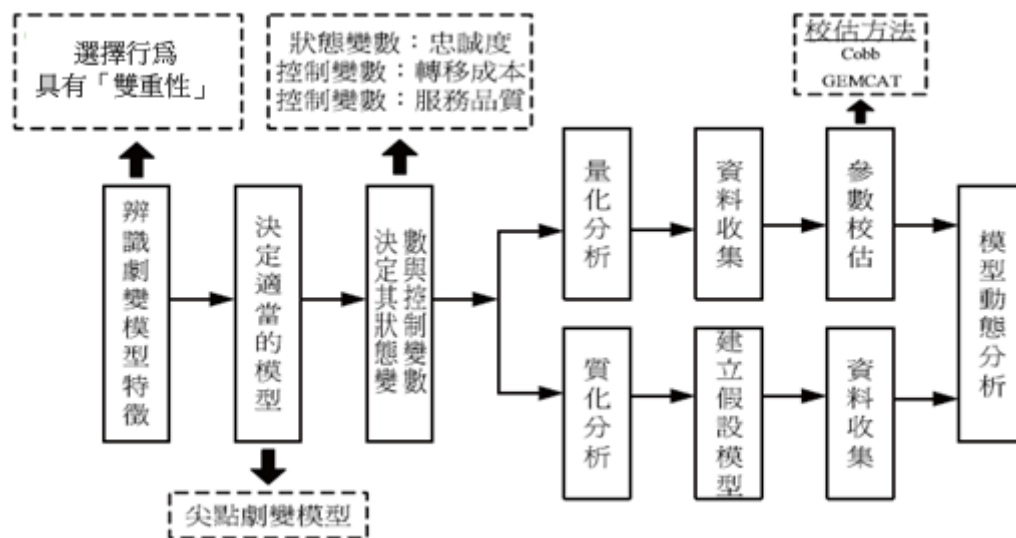 選擇行爲
具有「雙重性」
狀態變數：忠誠度
控制變數：轉移成本
控制變數：服務品質
校估方法
Cobb
GEMCAT
辨識劇變模型特徵
決定適當的模型
決定其狀態變
數與控制變數
量化分析
資料收集
參數校估
質化分析
建立假設模型
資料收集
模型動態分析
尖點劇變模型